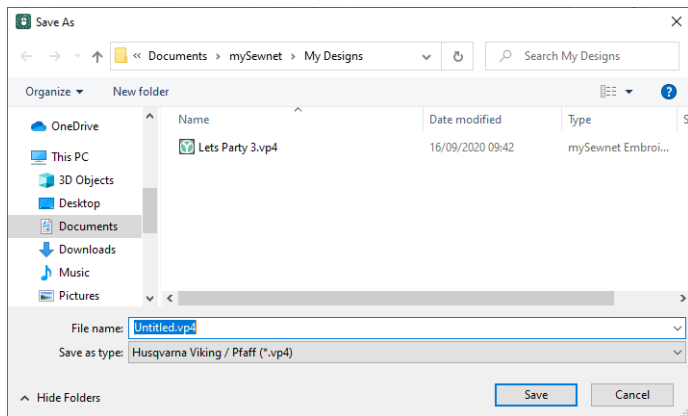 Save As
« Documents > mySewnet > My Designs
Search My Designs
Organize
New folder
OneDrive
This PC
3D Objects
Desktop
Documents
Downloads
Music
Pictures
Name Date modified Type S
Lets Party 3.vp4 16/09/2020 09:42 mySewnet Embroi...
File name: Untitled.vp4
Save as type: Husqvarna Viking / Pfaff (*.vp4)
Hide Folders
Save
Cancel